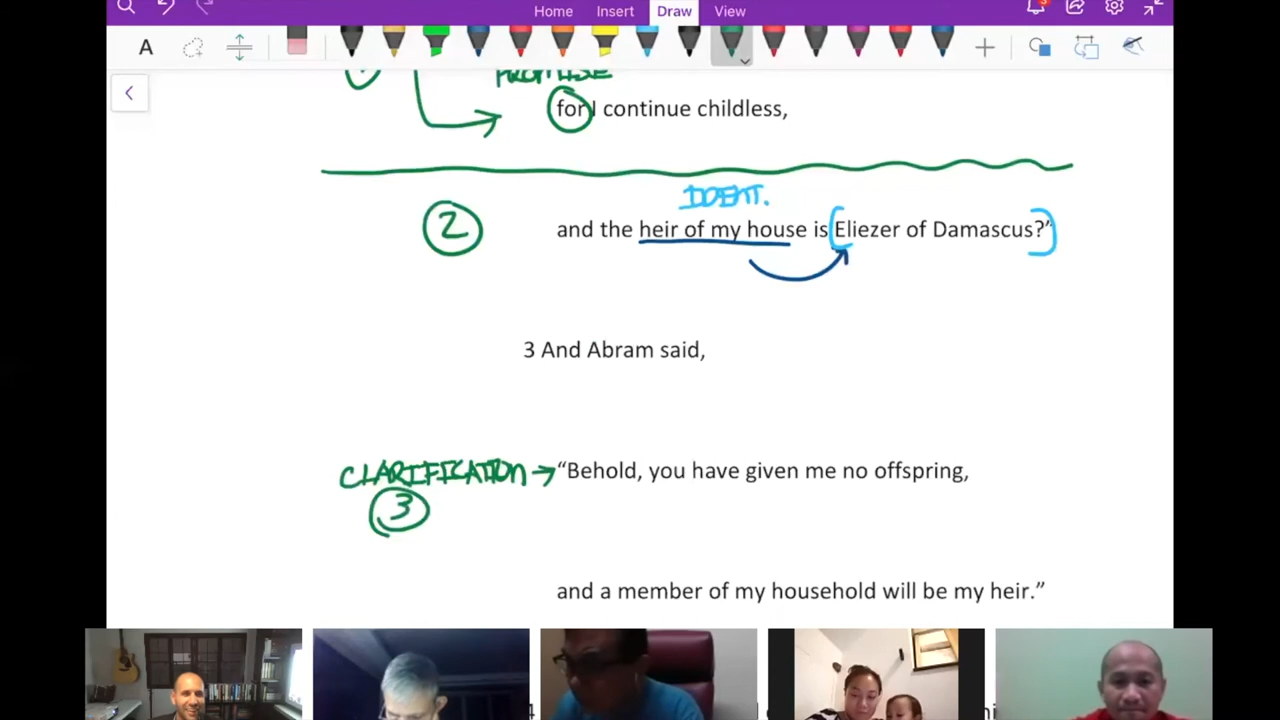 Home Insert Draw View
A
PROMISE
for I continue childless,
IDENT.
2 and the heir of my house is [Eliezer of Damascus?”]
3 And Abram said,
CLARIFICATION → “Behold, you have given me no offspring,
3
and a member of my household will be my heir.”
4